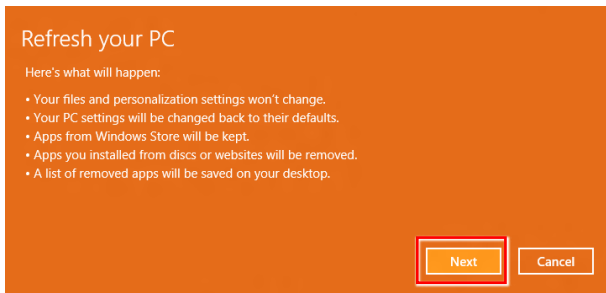 Refresh your PC
Here's what will happen:
• Your files and personalization settings won't change.
• Your PC settings will be changed back to their defaults.
• Apps from Windows Store will be kept.
• Apps you installed from discs or websites will be removed.
• A list of removed apps will be saved on your desktop.
Next Cancel